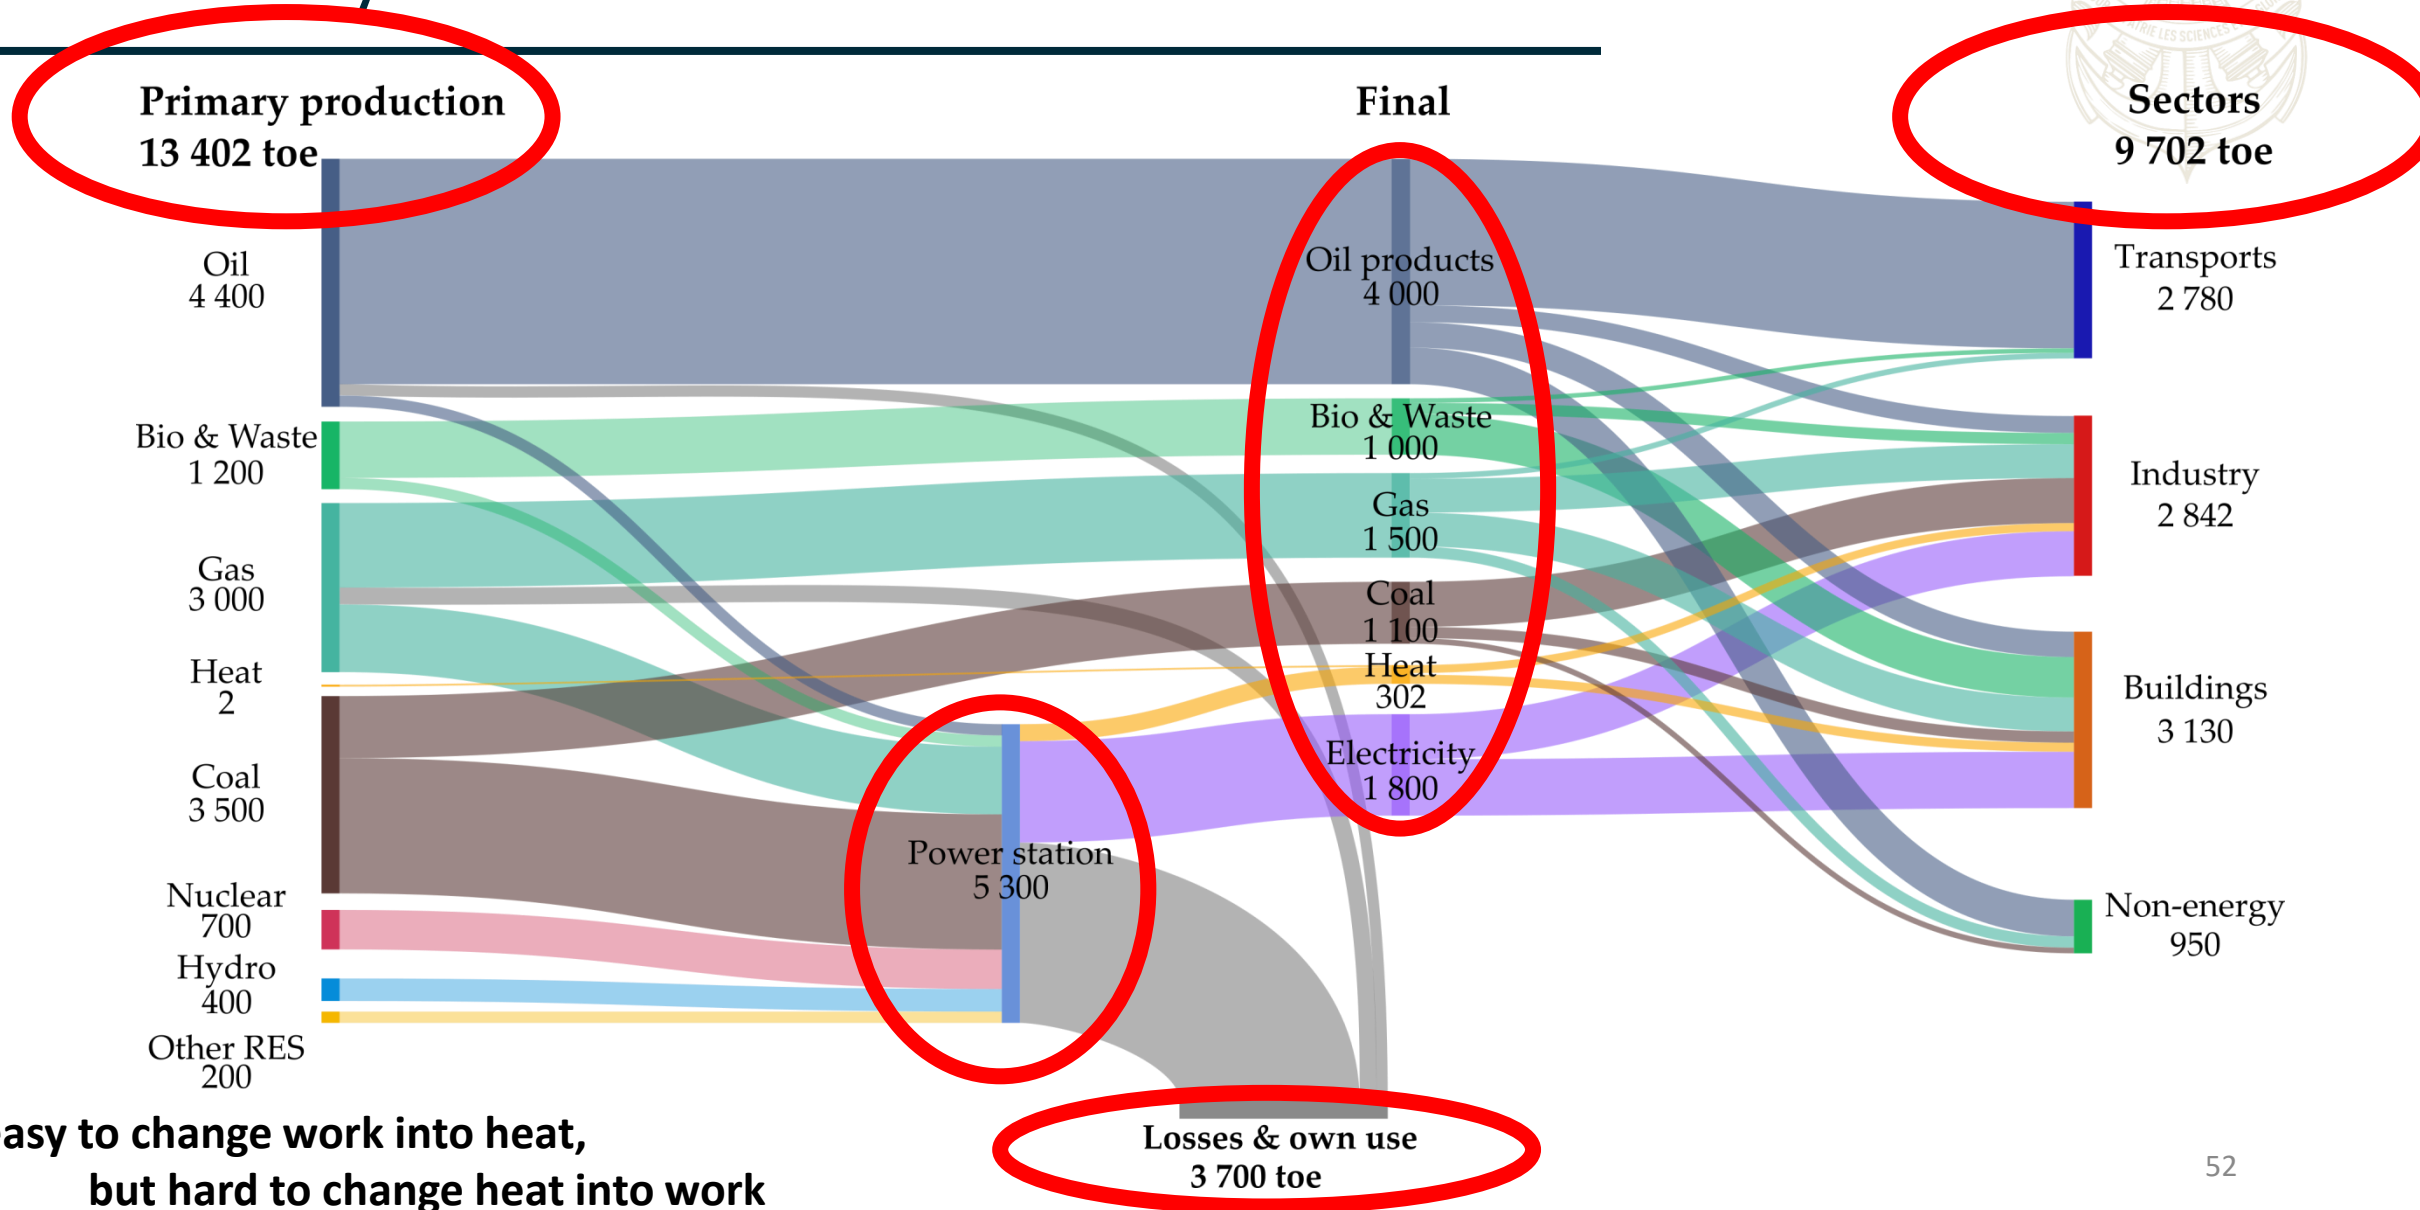 Primary production
13 402 toe
Final
Sectors
9 702 toe
Oil
4 400
Bio & Waste
1 200
Gas
3 000
Heat
2
Coal
3 500
Nuclear
700
Hydro
400
Other RES
200
Power station
5 300
Oil products
4 000
Bio & Waste
1 000
Gas
1 500
Coal
1 100
Heat
302
Electricity
1 800
Transports
2 780
Industry
2 842
Buildings
3 130
Non-energy
950
Losses & own use
3 700 toe
easy to change work into heat,
but hard to change heat into work
52
LES SCIENCES